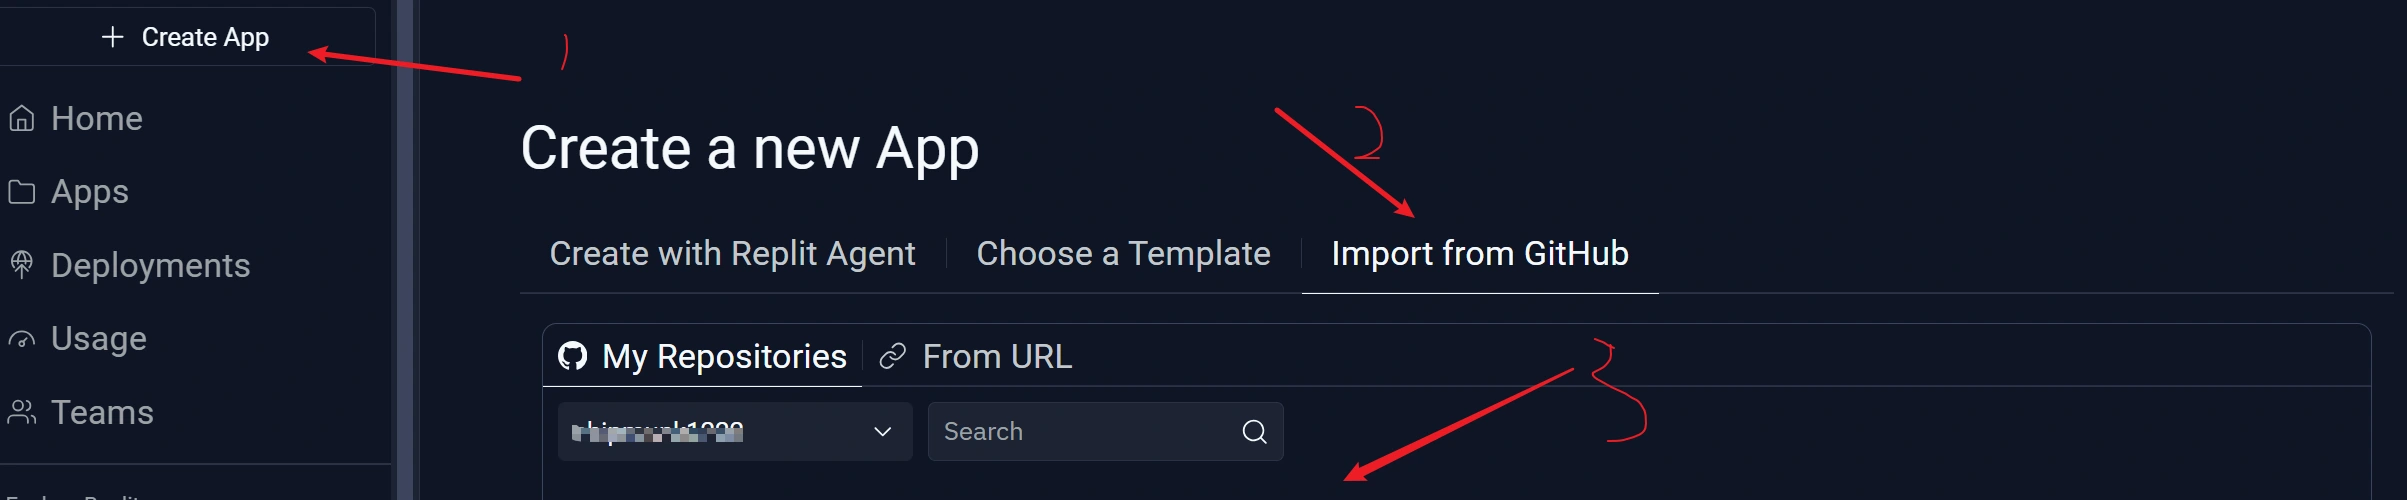 Create App
1
Home
Apps
Deployments
Usage
Teams
Create a new App
2
Create with Replit Agent
Choose a Template
Import from GitHub
My Repositories
From URL
3
Search